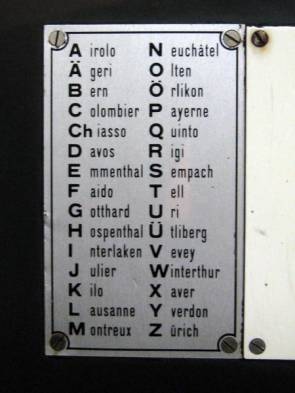 Airolo
Ägeri
Bern
Colombier
Chiasso
Davos
Emmenthal
Faido
Gotthard
Hospenthal
Interlaken
Julier
Kilo
Lausanne
Montreux
Neuchâtel
Olten
Örlikon
Payerne
Quinto
Rigi
Sempach
Tell
Uri
Ütliberg
Vevey
Winterthur
Xaver
Yverdon
Zürich